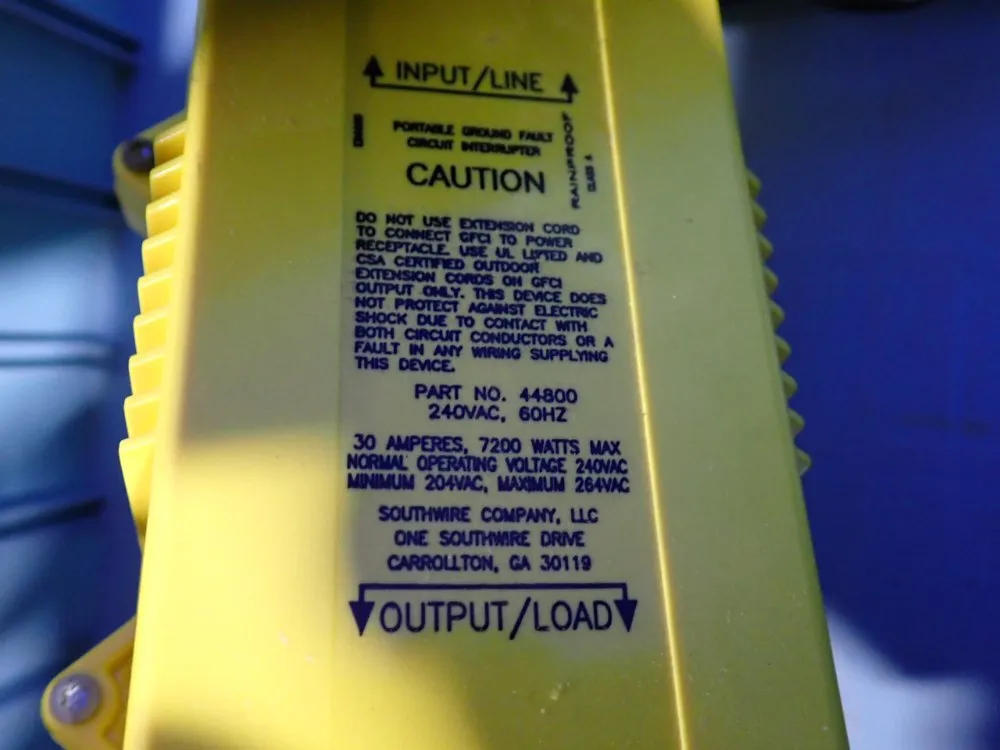 INPUT/LINE
PORTABLE GROUND FAULT
CIRCUIT INTERRUPTER
RAINPROOF
CLASS A
CAUTION
DO NOT USE EXTENSION CORD
TO CONNECT GFCI TO POWER
RECEPTACLE. USE UL LISTED AND
CSA CERTIFIED OUTDOOR
EXTENSION CORDS ON GFCI
OUTPUT ONLY. THIS DEVICE DOES
NOT PROTECT AGAINST ELECTRIC
SHOCK DUE TO CONTACT WITH
BOTH CIRCUIT CONDUCTORS OR A
FAULT IN ANY WIRING SUPPLYING
THIS DEVICE.
PART NO. 44800
240VAC, 60HZ
30 AMPERES, 7200 WATTS MAX
NORMAL OPERATING VOLTAGE 240VAC
MINIMUM 204VAC, MAXIMUM 264VAC
SOUTHWIRE COMPANY, LLC
ONE SOUTHWIRE DRIVE
CARROLLTON, GA 30119
OUTPUT/LOAD